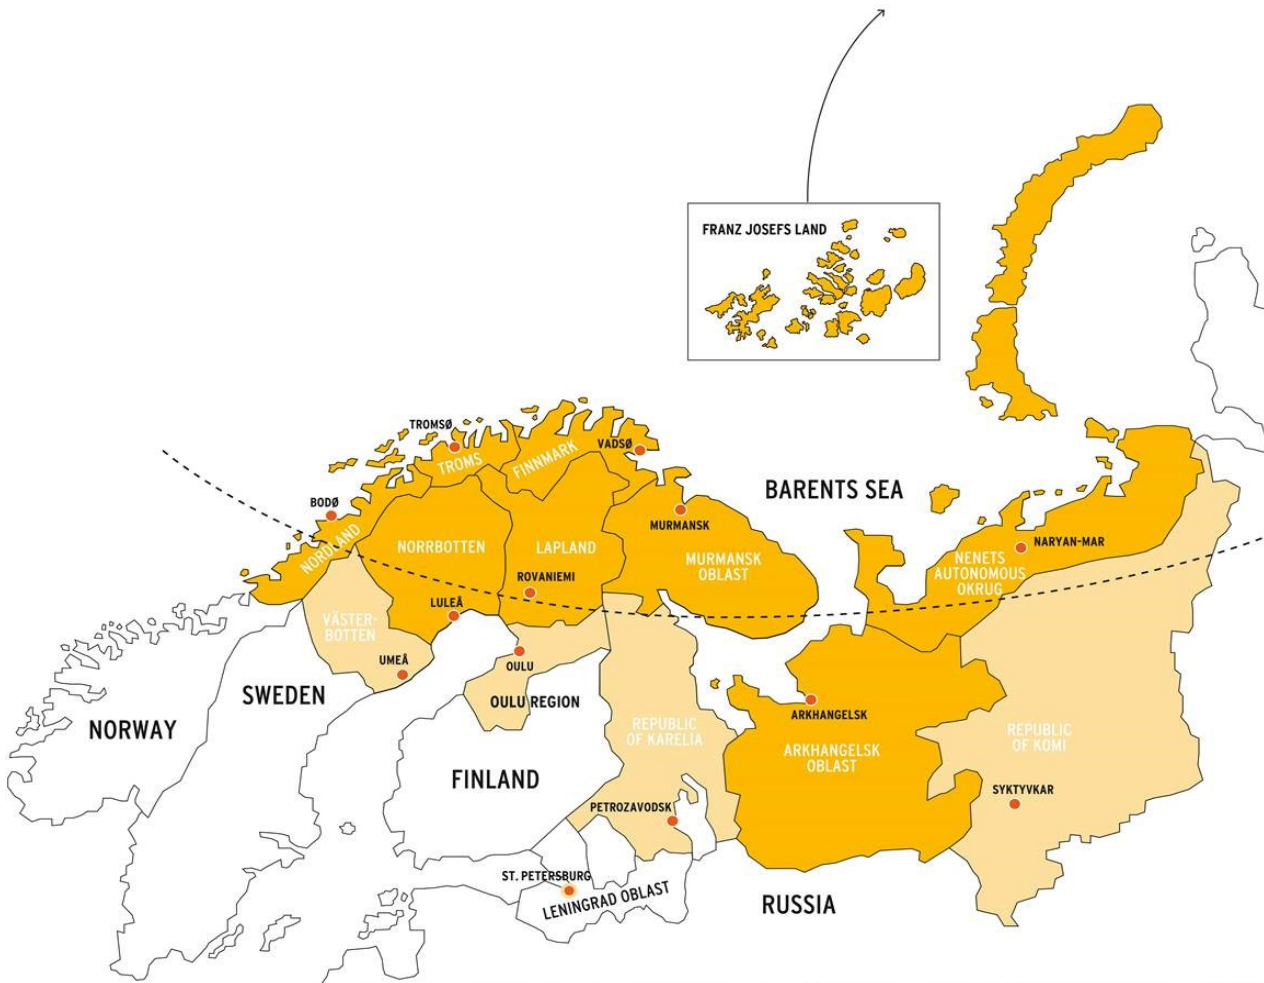 FRANZ JOSEFS LAND
TROMSØ
TROMS
FINNMARK
VADSØ
BODØ
NORDLAND
NORRBOTTEN
LAPLAND
MURMANSK
BARENTS SEA
MURMANSK
OBLAST
NARYAN-MAR
NENETS
AUTONOMOUS
OKRUG
ROVANIEMI
LULEÅ
VÄSTER-
BOTTEN
UMEÅ
OULU
OULU REGION
SWEDEN
NORWAY
FINLAND
REPUBLIC
OF KARELIA
ARKHANGELSK
ARKHANGELSK
OBLAST
REPUBLIC
OF KOMI
SYKTYVKAR
PETROZAVODSK
ST. PETERSBURG
LENINGRAD OBLAST
RUSSIA